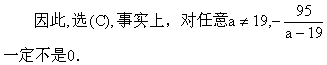 因此,选(C),事实上，对任意a ≠ 19,-95/(a-19)
一定不是0.